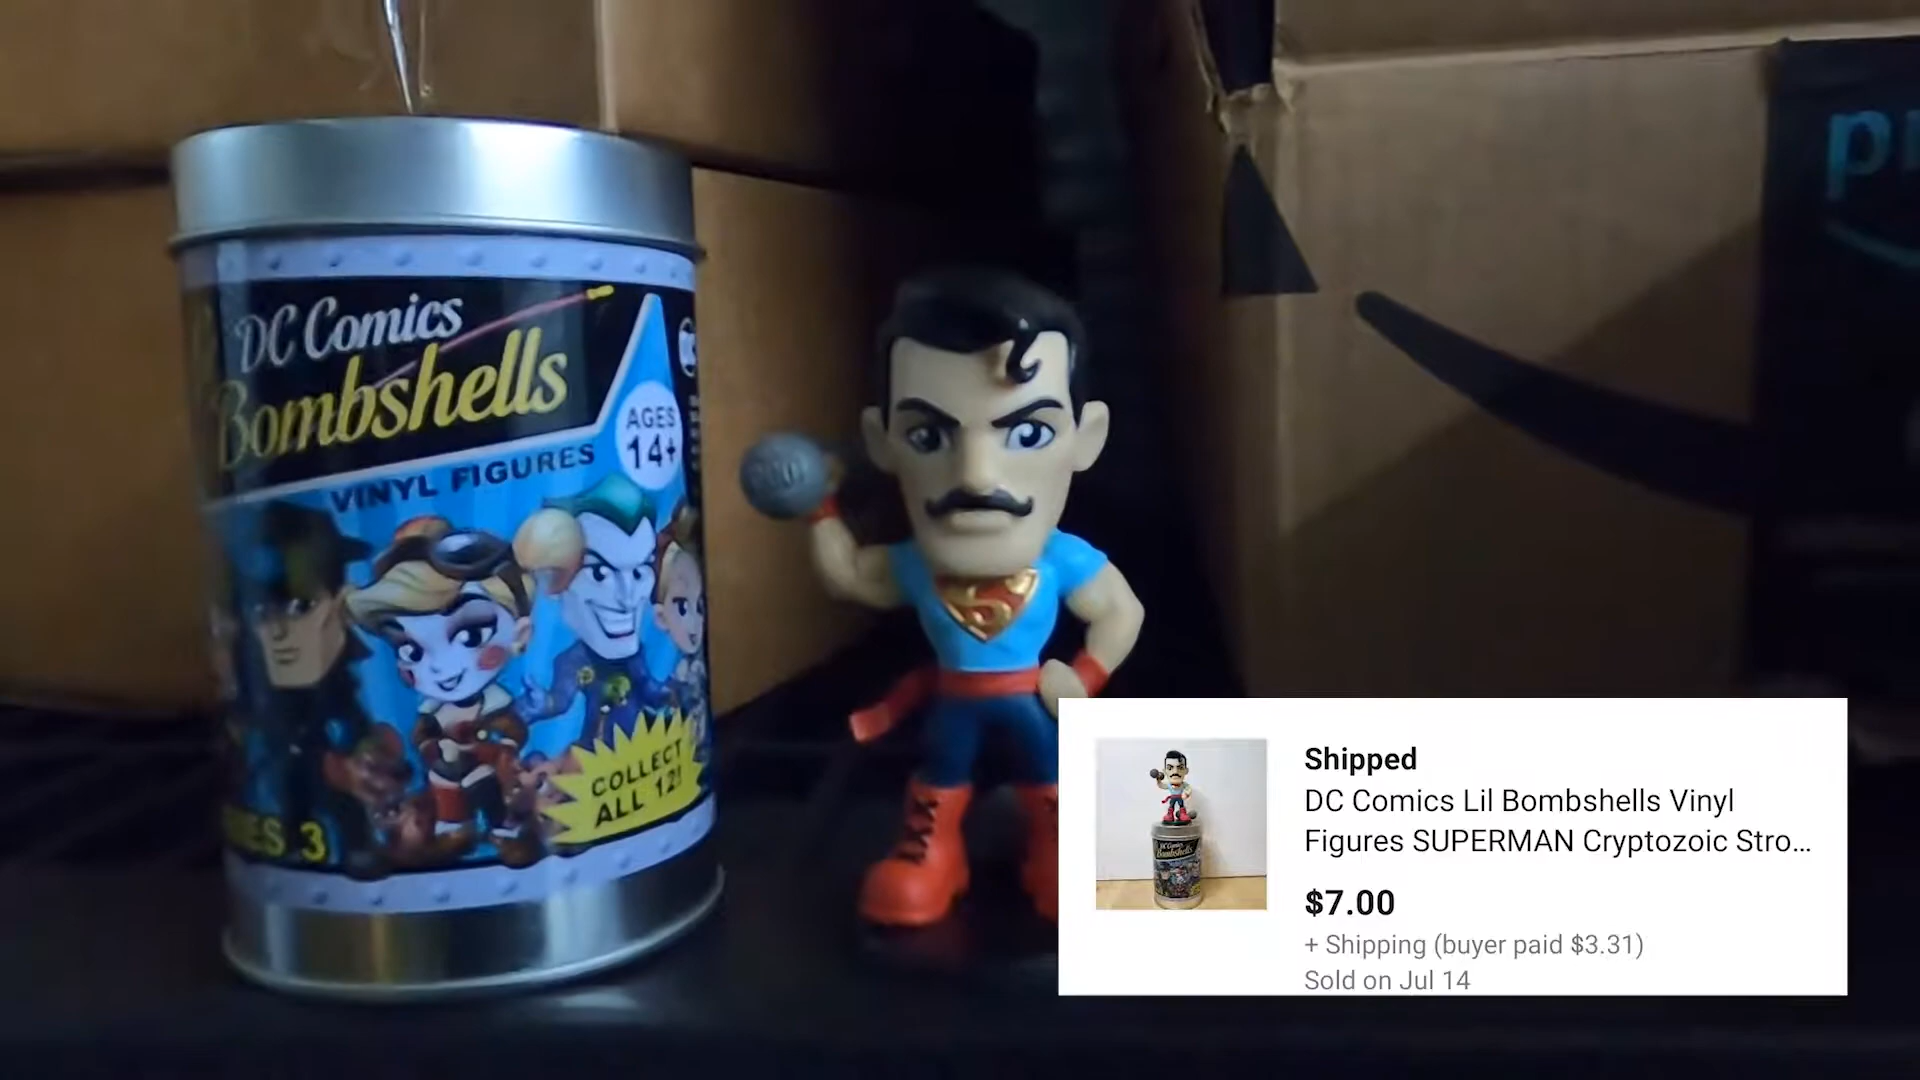 DC Comics
Bombshells
VINYL FIGURES
AGES
14+
COLLECT
ALL 12!
3
Shipped
DC Comics Lil Bombshells Vinyl
Figures SUPERMAN Cryptozoic Stro...
$7.00
+ Shipping (buyer paid $3.31)
Sold on Jul 14